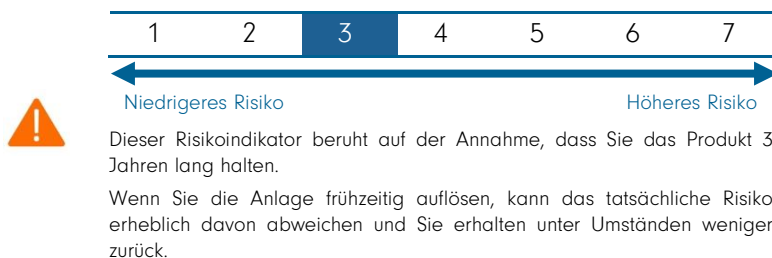 1 2 3 4 5 6 7
Niedrigeres Risiko Höheres Risiko
Dieser Risikoindikator beruht auf der Annahme, dass Sie das Produkt 3
Jahren lang halten.
Wenn Sie die Anlage frühzeitig auflösen, kann das tatsächliche Risiko
erheblich davon abweichen und Sie erhalten unter Umständen weniger
zurück.